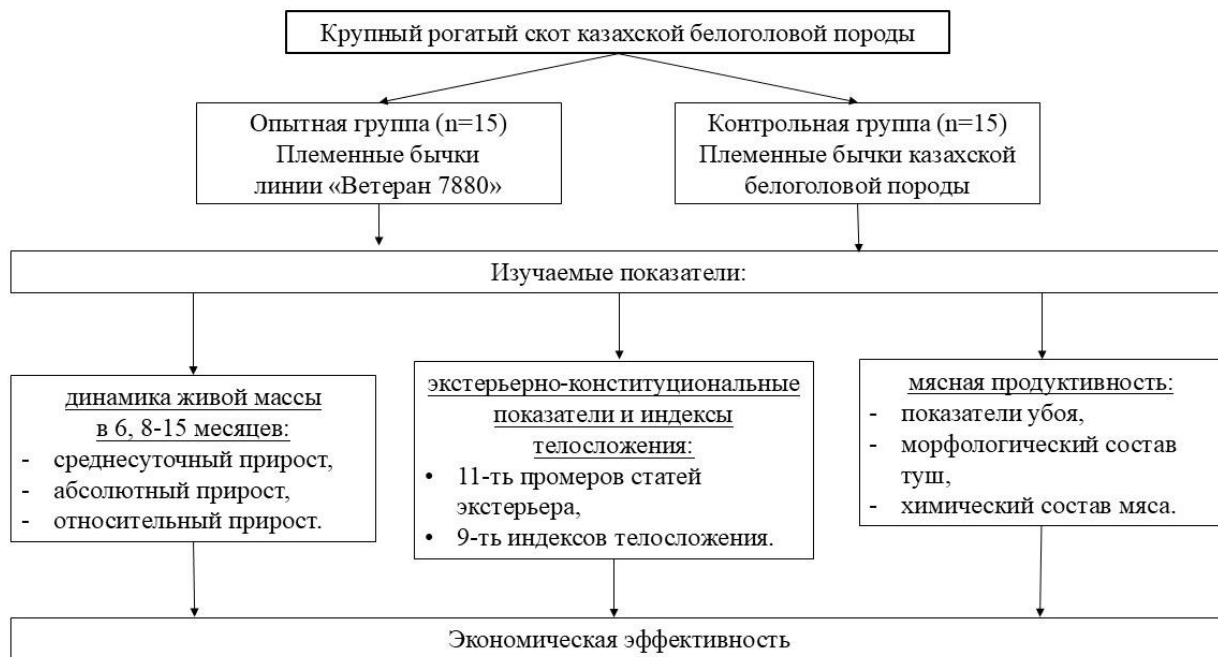 Крупный рогатый скот казахской белоголовой породы
Опытная группа (n=15)
Племенные бычки
линии «Ветеран 7880»
Контрольная группа (n=15)
Племенные бычки казахской
белоголовой породы
Изучаемые показатели:
динамика живой массы
в 6, 8-15 месяцев:
- среднесуточный прирост,
- абсолютный прирост,
- относительный прирост.
экстерьерно-конституциональные
показатели и индексы
телосложения:
• 11-ть промеров статей
экстерьера,
• 9-ть индексов телосложения.
мясная продуктивность:
- показатели убоя,
- морфологический состав
туш,
- химический состав мяса.
Экономическая эффективность